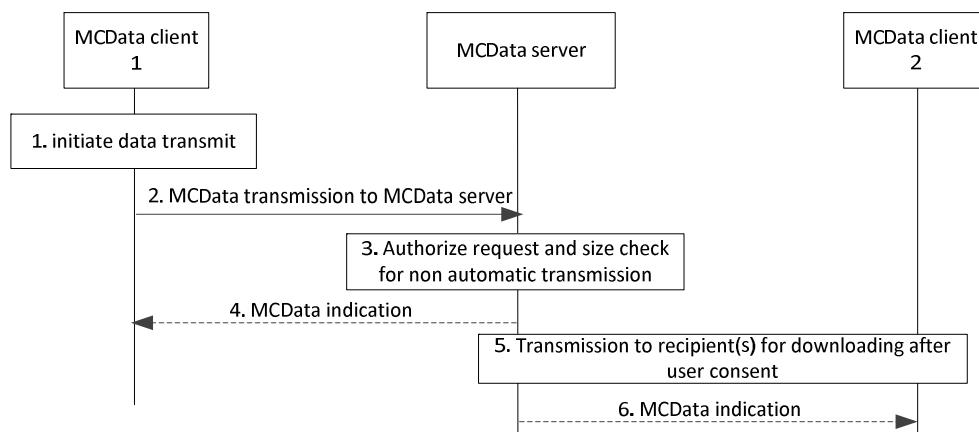 MCData client
1
MCData server
MCData client
2
1. initiate data transmit
2. MCData transmission to MCData server
3. Authorize request and size check
for non automatic transmission
4. MCData indication
5. Transmission to recipient(s) for downloading after
user consent
6. MCData indication